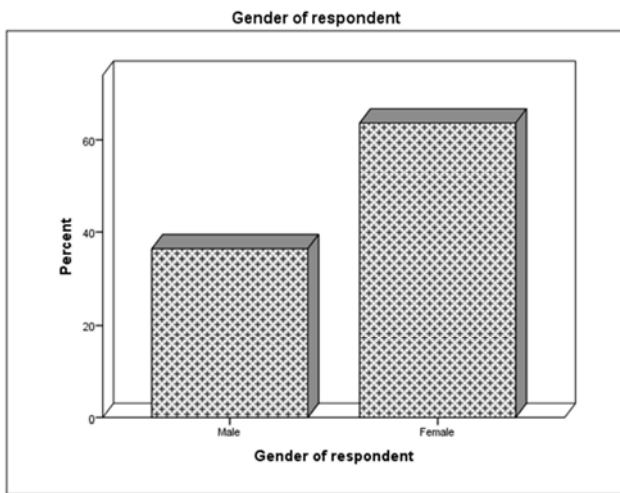 Gender of respondent
60
40
20
0
Percent
Male
Female
Gender of respondent